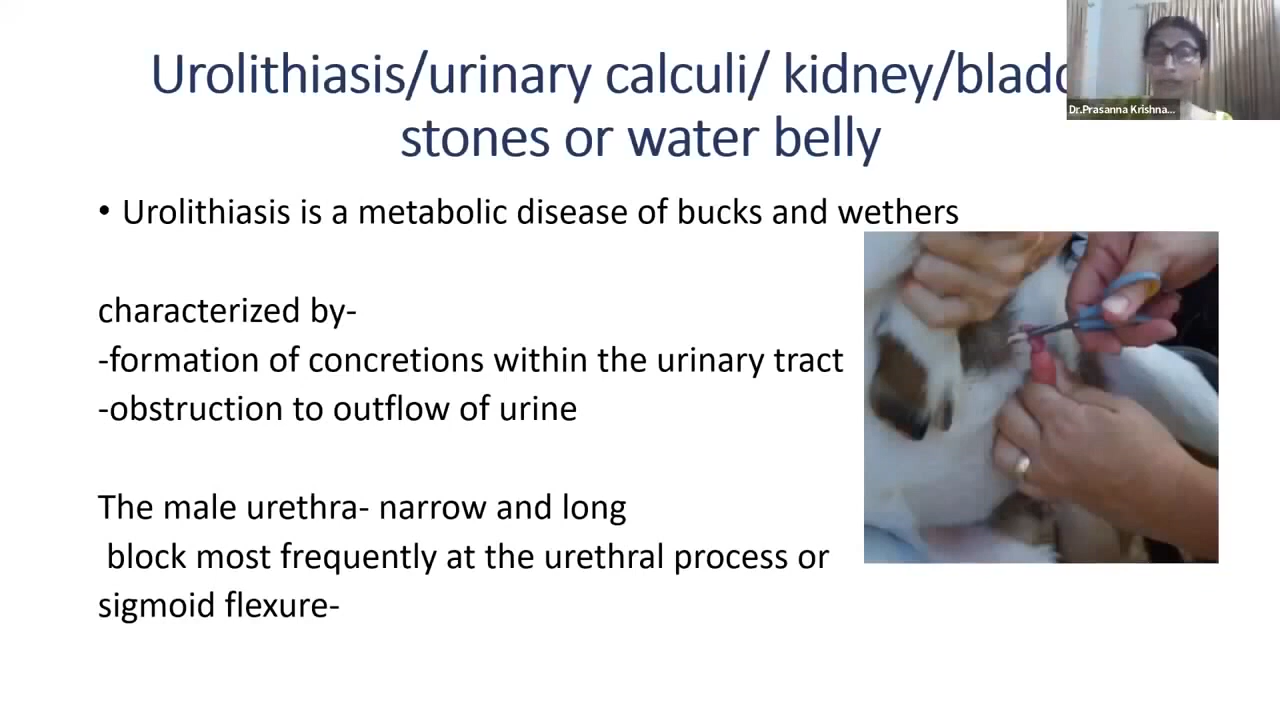 Urolithiasis/urinary calculi/ kidney/bladd
stones or water belly
Dr.Prasanna Krishna...
• Urolithiasis is a metabolic disease of bucks and wethers
characterized by-
-formation of concretions within the urinary tract
-obstruction to outflow of urine
The male urethra- narrow and long
block most frequently at the urethral process or
sigmoid flexure-